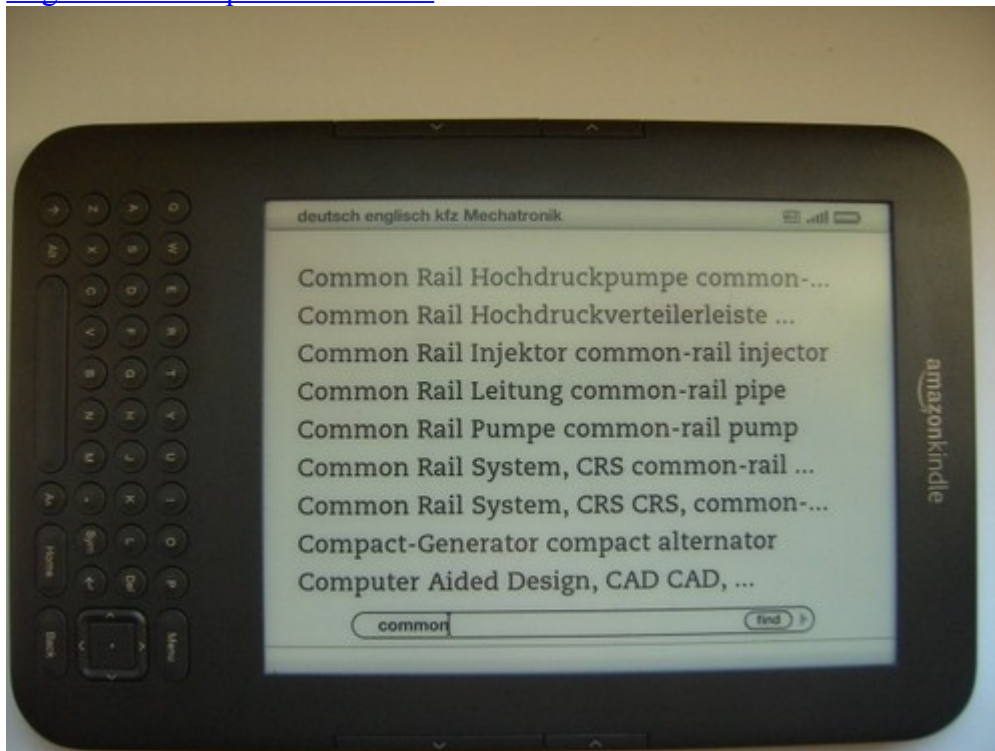 deutsch englisch kfz Mechatronik
Common Rail Hochdruckpumpe common-...
Common Rail Hochdruckverteilerleiste ...
Common Rail Injektor common-rail injector
Common Rail Leitung common-rail pipe
Common Rail Pumpe common-rail pump
Common Rail System, CRS common-rail ...
Common Rail System, CRS CRS, common-...
Compact-Generator compact alternator
Computer Aided Design, CAD CAD, ...
common find
amazonkindle
Q W E R T Y U I O P Menu
A S D F G H J K L Del
Z X C V B N M . Sym
Alt Aa Home Back